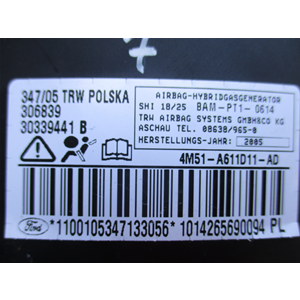 7
347/05 TRW POLSKA
306839
30339441 B
AIRBAG-HYBRIDGASGENERATOR
SHI 18/25 BAM-PT1-0614
TRW AIRBAG SYSTEMS GMBH&CO KG
ASCHAU TEL. 08638/965-0
HERSTELLUNGS-JAHR: 2005
4M51-A611D11-AD
Ford
*1100105347133056*1014265690094 PL